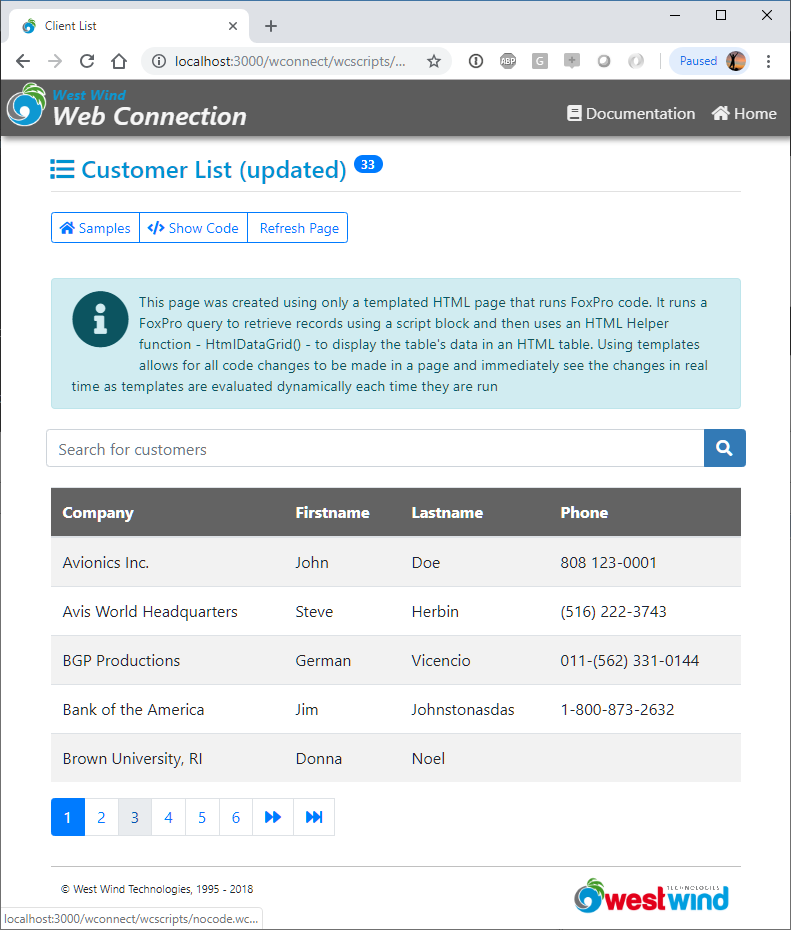 Client List
localhost:3000/wconnect/wcscripts/...
ABP
G
Paused
West Wind
Web Connection
Documentation
Home
Customer List (updated) 33
Samples
Show Code
Refresh Page
This page was created using only a templated HTML page that runs FoxPro code. It runs a
FoxPro query to retrieve records using a script block and then uses an HTML Helper
function - HtmlDataGrid() - to display the table's data in an HTML table. Using templates
allows for all code changes to be made in a page and immediately see the changes in real
time as templates are evaluated dynamically each time they are run
Search for customers
Company Firstname Lastname Phone
Avionics Inc. John Doe 808 123-0001
Avis World Headquarters Steve Herbin (516) 222-3743
BGP Productions German Vicencio 011-(562) 331-0144
Bank of the America Jim Johnstonasdas 1-800-873-2632
Brown University, RI Donna Noel
1 2 3 4 5 6
© West Wind Technologies, 1995 - 2018
TECHNOLOGIES
westwind
localhost:3000/wconnect/wcscripts/nocode.wc...